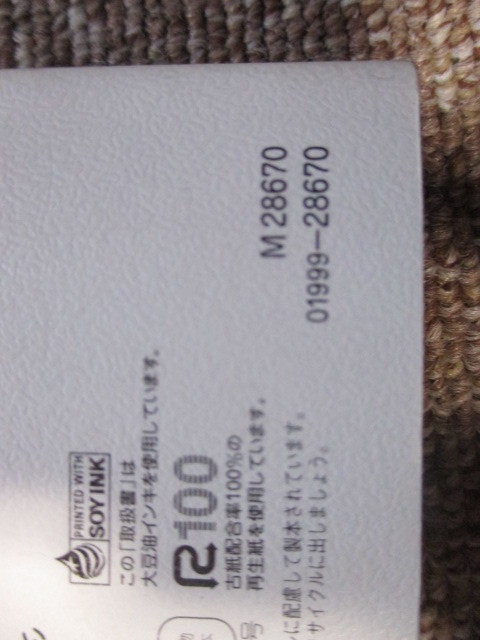 M 28670
01999-28670
PRINTED WITH
SOY INK
この「取扱書」は
大豆油インキを使用しています。
R100
古紙配合率100%の
再生紙を使用しています。
号
に配慮して製本されています。
サイクルに出しましょう。